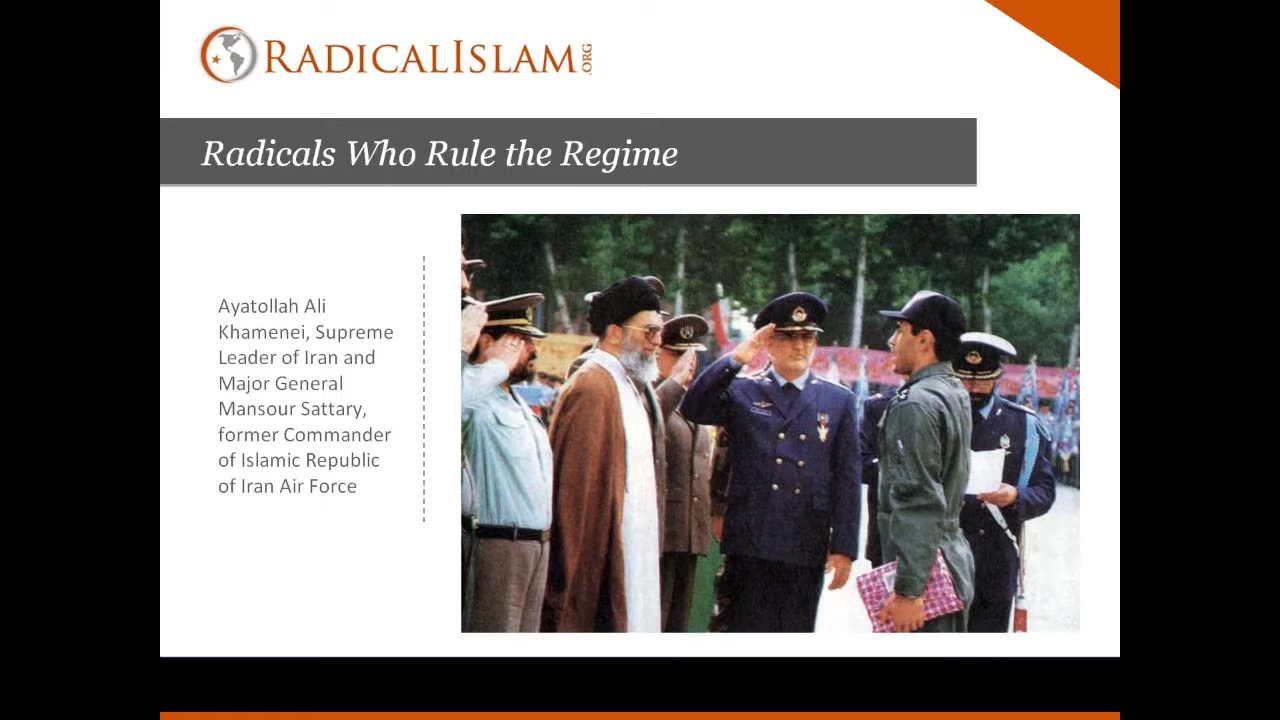 RADICALISLAM.ORG
Radicals Who Rule the Regime
Ayatollah Ali
Khamenei, Supreme
Leader of Iran and
Major General
Mansour Sattary,
former Commander
of Islamic Republic
of Iran Air Force